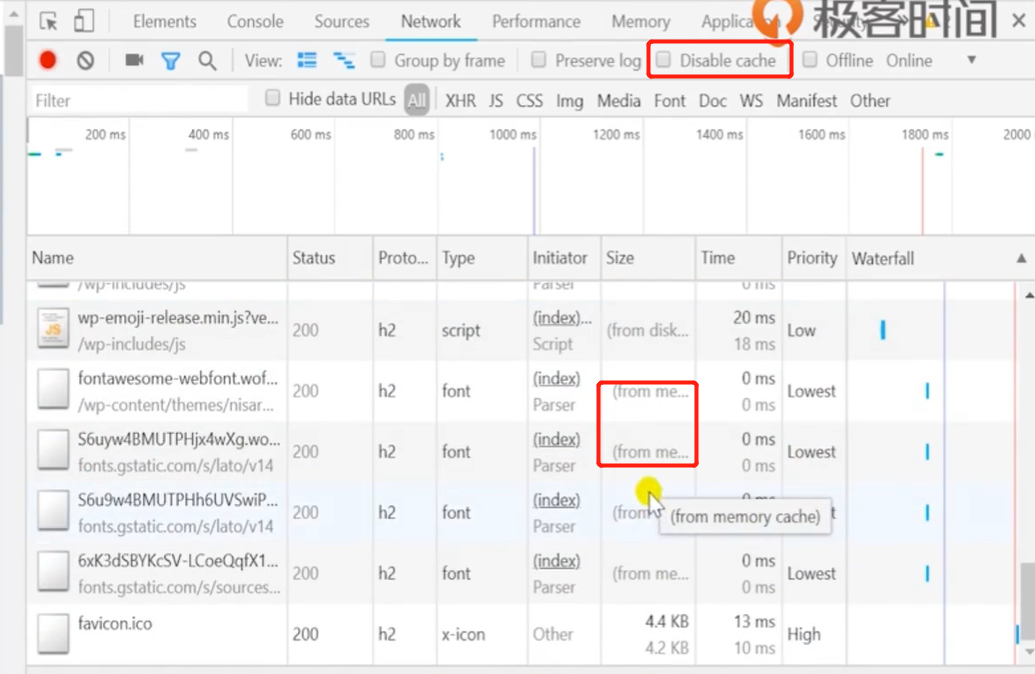 Elements Console Sources Network Performance Memory Applica Security
极客时间
View: Group by frame Preserve log Disable cache Offline Online
Filter Hide data URLs All XHR JS CSS Img Media Font Doc WS Manifest Other
200 ms 400 ms 600 ms 800 ms 1000 ms 1200 ms 1400 ms 1600 ms 1800 ms 2000
Name Status Proto... Type Initiator Size Time Priority Waterfall
/wp-includes/js Parser 0 ms
wp-emoji-release.min.js?ve... 200 h2 script (index)... (from disk... 20 ms Low
/wp-includes/js Script 18 ms
fontawesome-webfont.wof... 200 h2 font (index) (from me... 0 ms Lowest
/wp-content/themes/nisar... Parser 0 ms
S6uyw4BMUTPHjx4wXg.wo... 200 h2 font (index) (from me... 0 ms Lowest
fonts.gstatic.com/s/lato/v14 Parser 0 ms
S6u9w4BMUTPHh6UVSwiP... 200 h2 font (index) (from 0 ms
fonts.gstatic.com/s/lato/v14 Parser
(from memory cache)
6xK3dSBYKcSV-LCoeQqfX1... 200 h2 font (index) (from me... 0 ms Lowest
fonts.gstatic.com/s/sources... Parser 0 ms
favicon.ico 200 h2 x-icon Other 4.4 KB 13 ms High
4.2 KB 10 ms